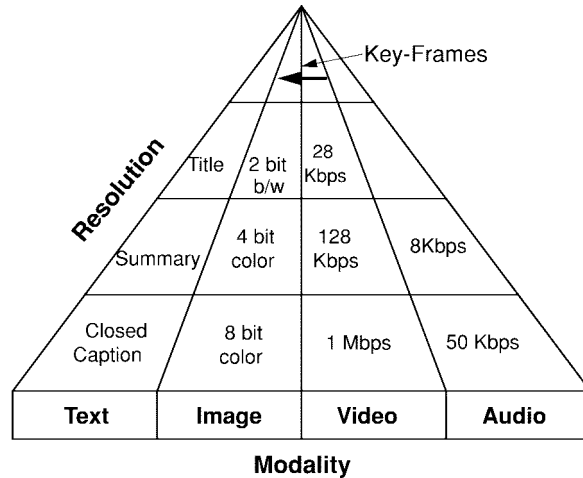 Key-Frames
Resolution
Title
2 bit
b/w
28
Kbps
Summary
4 bit
color
128
Kbps
8Kbps
Closed
Caption
8 bit
color
1 Mbps
50 Kbps
Text
Image
Video
Audio
Modality